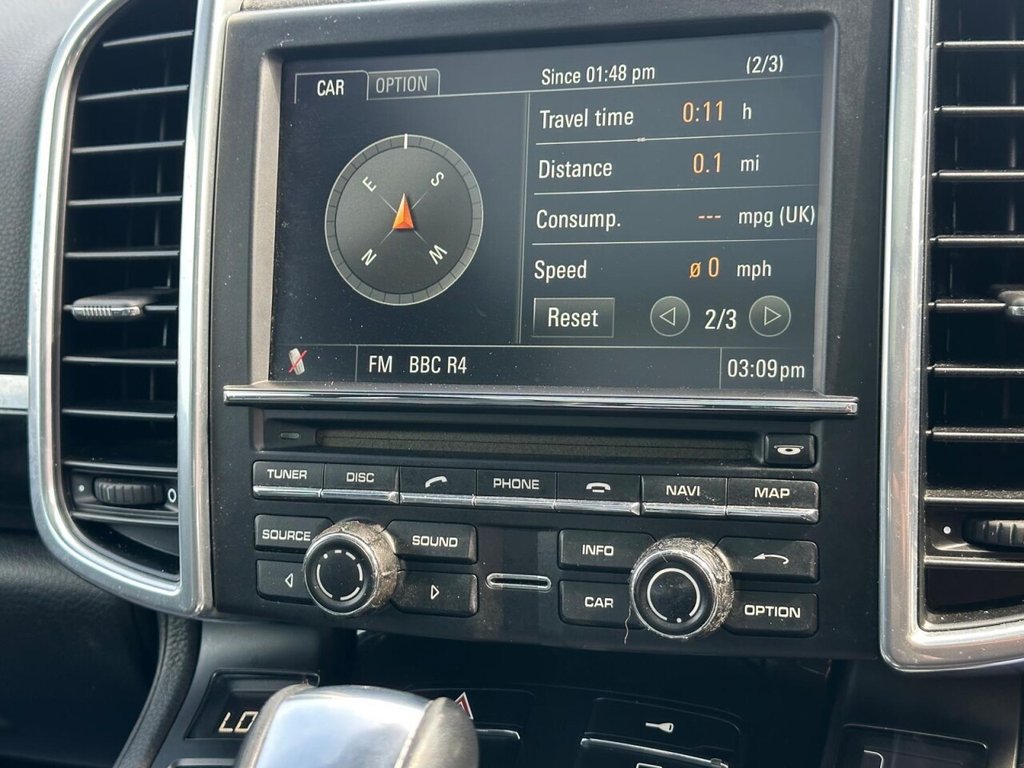 CAR OPTION Since 01:48 pm (2/3)
Travel time 0:11 h
Distance 0.1 mi
Consump. --- mpg (UK)
Speed ø 0 mph
E S
N W
Reset 2/3
FM BBC R4 03:09pm
TUNER DISC PHONE NAVI MAP
SOURCE SOUND INFO
CAR OPTION
LO